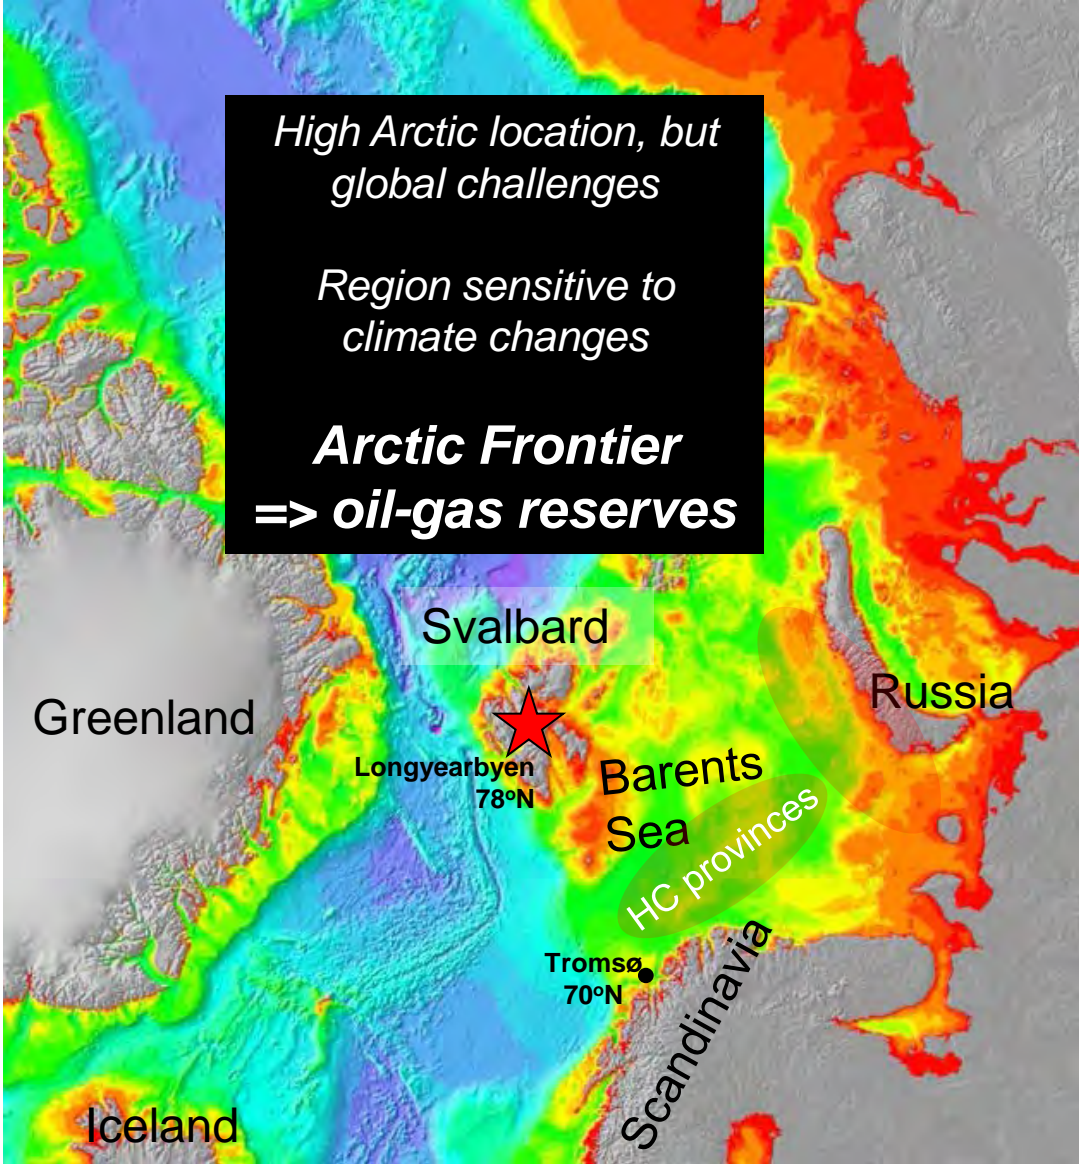 High Arctic location, but
global challenges
Region sensitive to
climate changes
Arctic Frontier
=> oil-gas reserves
Svalbard
Greenland
Russia
Longyearbyen
78ºN
Barents
Sea
HC provinces
Tromsø
70ºN
Scandinavia
Iceland